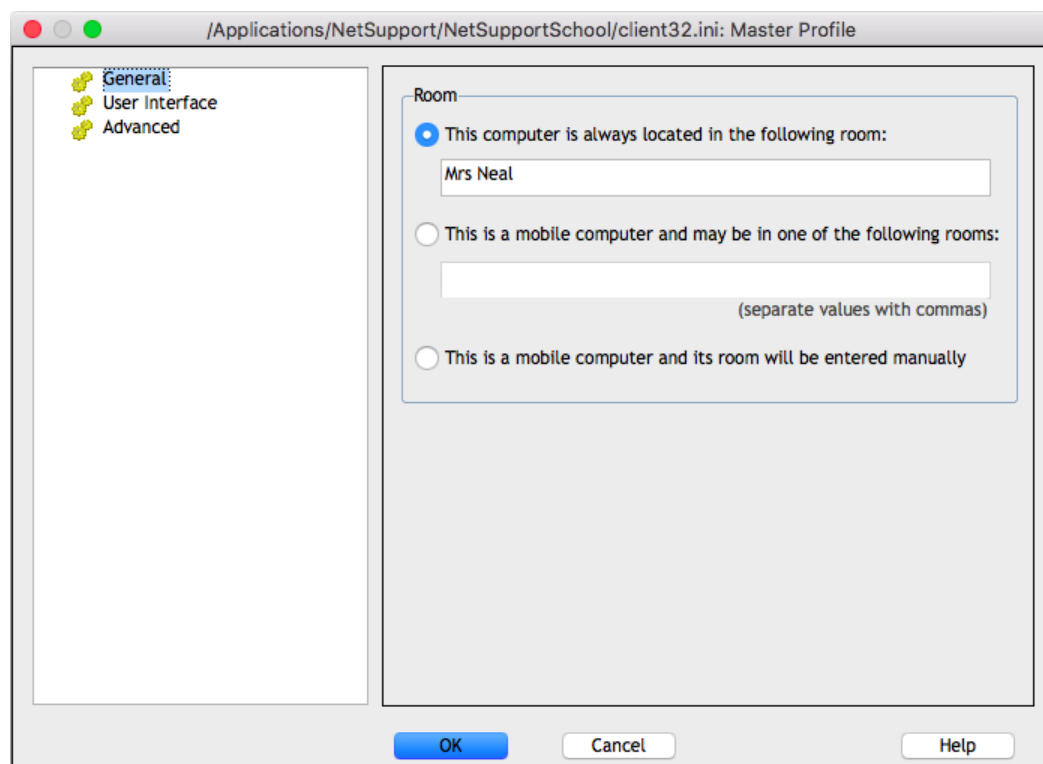 /Applications/NetSupport/NetSupportSchool/client32.ini: Master Profile
General
User Interface
Advanced
Room
This computer is always located in the following room:
Mrs Neal
This is a mobile computer and may be in one of the following rooms:
(separate values with commas)
This is a mobile computer and its room will be entered manually
OK
Cancel
Help